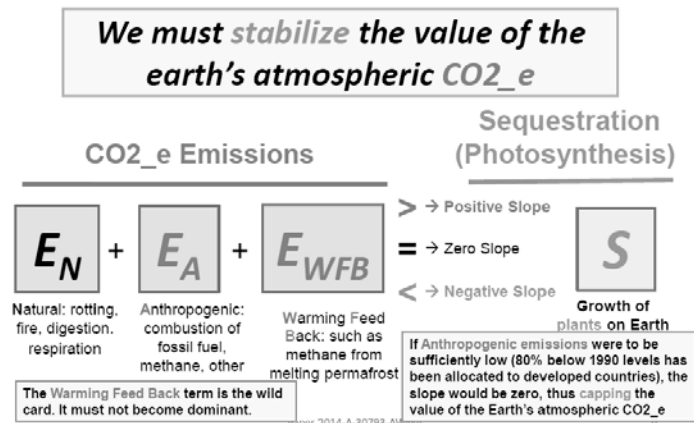 We must stabilize the value of the
earth's atmospheric CO2_e
Sequestration
(Photosynthesis)
CO2_e Emissions
E_N + E_A + E_WFB
> → Positive Slope
= → Zero Slope
< → Negative Slope
S
Natural: rotting,
fire, digestion.
respiration
Anthropogenic:
combustion of
fossil fuel,
methane, other
Warming Feed
Back: such as
methane from
melting permafrost
Growth of
plants on Earth
The Warming Feed Back term is the wild
card. It must not become dominant.
If Anthropogenic emissions were to be
sufficiently low (80% below 1990 levels has
been allocated to developed countries), the
slope would be zero, thus capping the
value of the Earth's atmospheric CO2_e